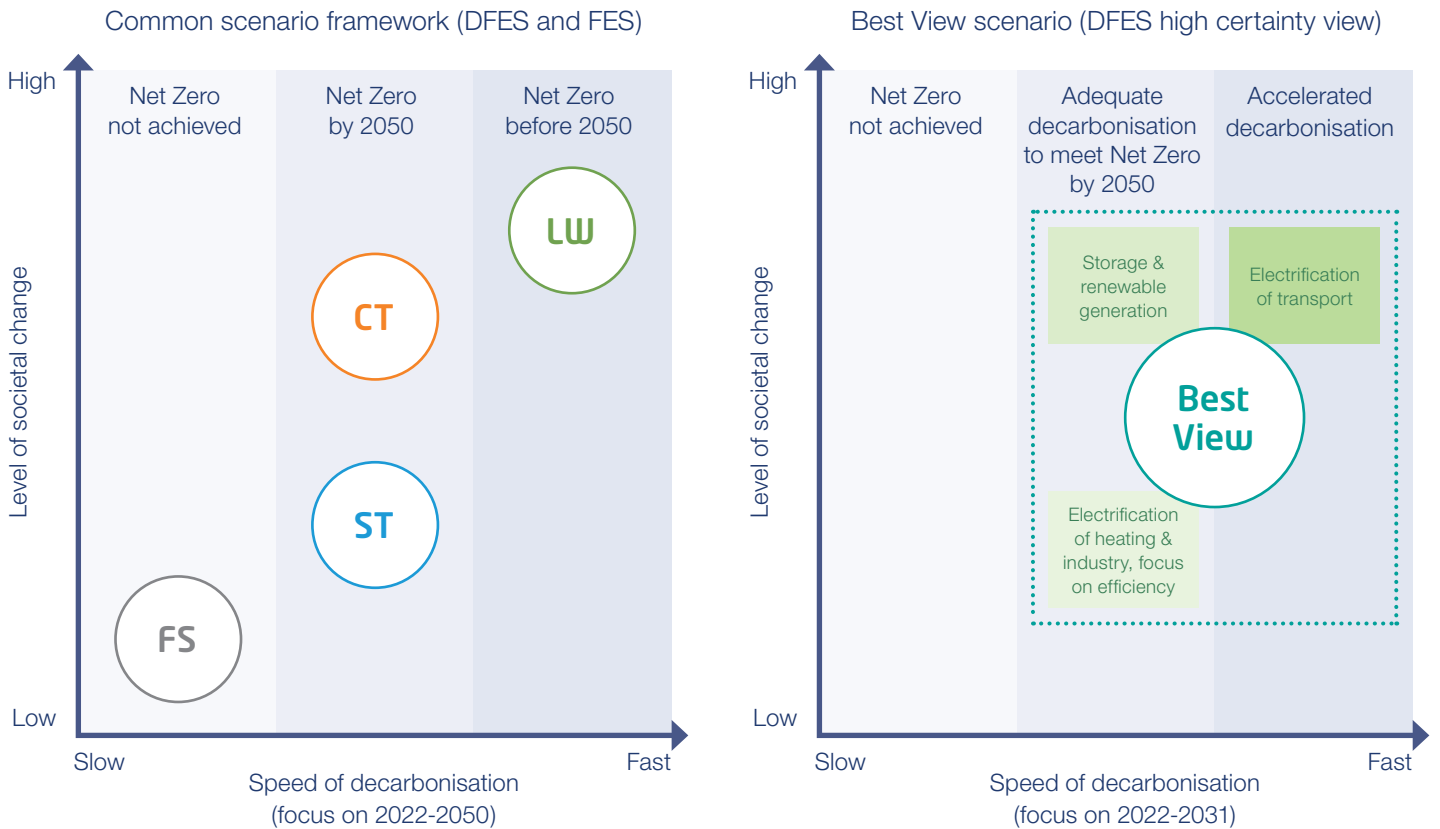 Common scenario framework (DFES and FES)
High
Net Zero
not achieved
Net Zero
by 2050
Net Zero
before 2050
LW
CT
ST
FS
Level of societal change
Low
Slow
Fast
Speed of decarbonisation
(focus on 2022-2050)
Best View scenario (DFES high certainty view)
High
Net Zero
not achieved
Adequate
decarbonisation
to meet Net Zero
by 2050
Accelerated
decarbonisation
Storage &
renewable
generation
Electrification
of transport
Best
View
Electrification
of heating &
industry, focus
on efficiency
Level of societal change
Low
Slow
Fast
Speed of decarbonisation
(focus on 2022-2031)